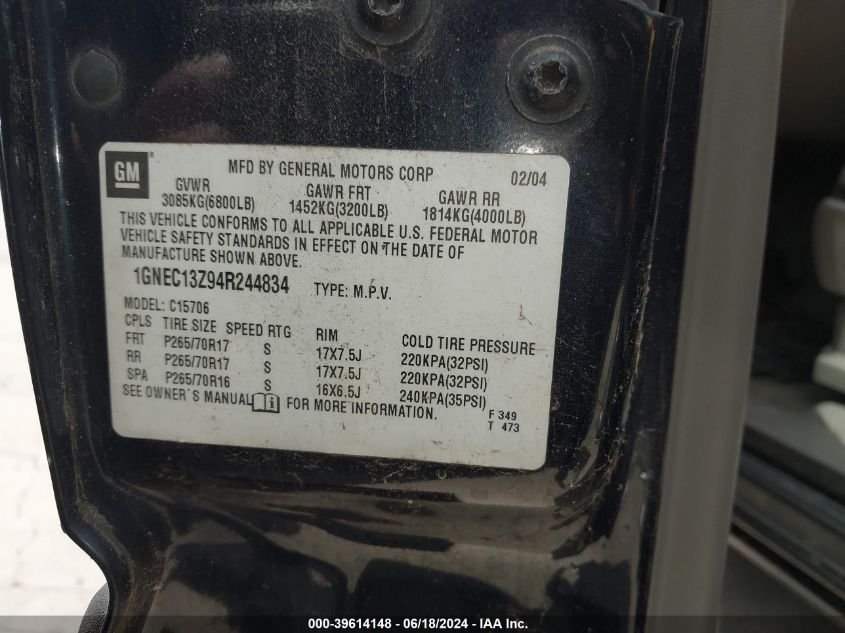 GM
MFD BY GENERAL MOTORS CORP 02/04
GVWR GAWR FRT GAWR RR
3085KG(6800LB) 1452KG(3200LB) 1814KG(4000LB)
THIS VEHICLE CONFORMS TO ALL APPLICABLE U.S. FEDERAL MOTOR
VEHICLE SAFETY STANDARDS IN EFFECT ON THE DATE OF
MANUFACTURE SHOWN ABOVE.
1GNEC13Z94R244834 TYPE: M.P.V.
MODEL: C15706
CPLS TIRE SIZE SPEED RTG RIM COLD TIRE PRESSURE
FRT P265/70R17 S 17X7.5J 220KPA(32PSI)
RR P265/70R17 S 17X7.5J 220KPA(32PSI)
SPA P265/70R16 S 16X6.5J 240KPA(35PSI)
SEE OWNER'S MANUAL i FOR MORE INFORMATION.
F 349
T 473
000-39614148 - 06/18/2024 - IAA Inc.